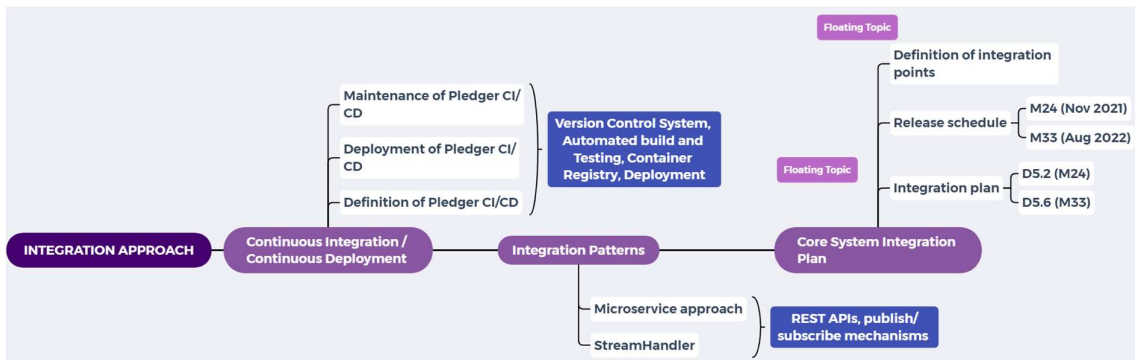 Floating Topic
Definition of integration
points
Maintenance of Pledger CI/
CD
Version Control System,
Automated build and
Testing, Container
Registry, Deployment
Release schedule
M24 (Nov 2021)
M33 (Aug 2022)
Deployment of Pledger CI/
CD
Floating Topic
Integration plan
D5.2 (M24)
D5.6 (M33)
Definition of Pledger CI/CD
INTEGRATION APPROACH
Continuous Integration /
Continuous Deployment
Integration Patterns
Core System Integration
Plan
Microservice approach
StreamHandler
REST APIs, publish/
subscribe mechanisms